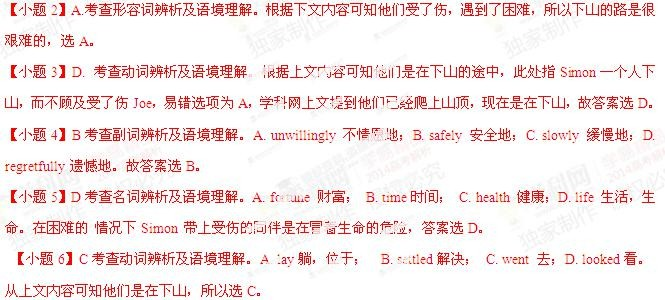 【小题 2】A.考查形容词辨析及语境理解。根据下文内容可知他们受了伤，遇到了困难，所以下山的路是很
艰难的，选 A。
【小题 3】D. 考查动词辨析及语境理解。根据上文内容可知他们是在下山的途中，此处指 Simon 一个人下
山，而不顾及受了伤 Joe，易错选项为 A，学科网上文提到他们已经爬上山顶，现在是在下山，故答案选 D。
【小题 4】B 考查副词辨析及语境理解。A. unwillingly 不情愿地；B. safely 安全地；C. slowly 缓慢地；D.
regretfully 遗憾地。故答案选 B。
【小题 5】D 考查名词辨析及语境理解。A. fortune 财富； B. time 时间； C. health 健康；D. life 生活，生
命。在困难的 情况下 Simon 带上受伤的同伴是在冒着生命的危险，答案选 D。
【小题 6】C 考查动词辨析及语境理解。A lay 躺，位于； B. settled 解决； C. went 去；D. looked 看。
从上文内容可知他们是在下山，所以选 C。